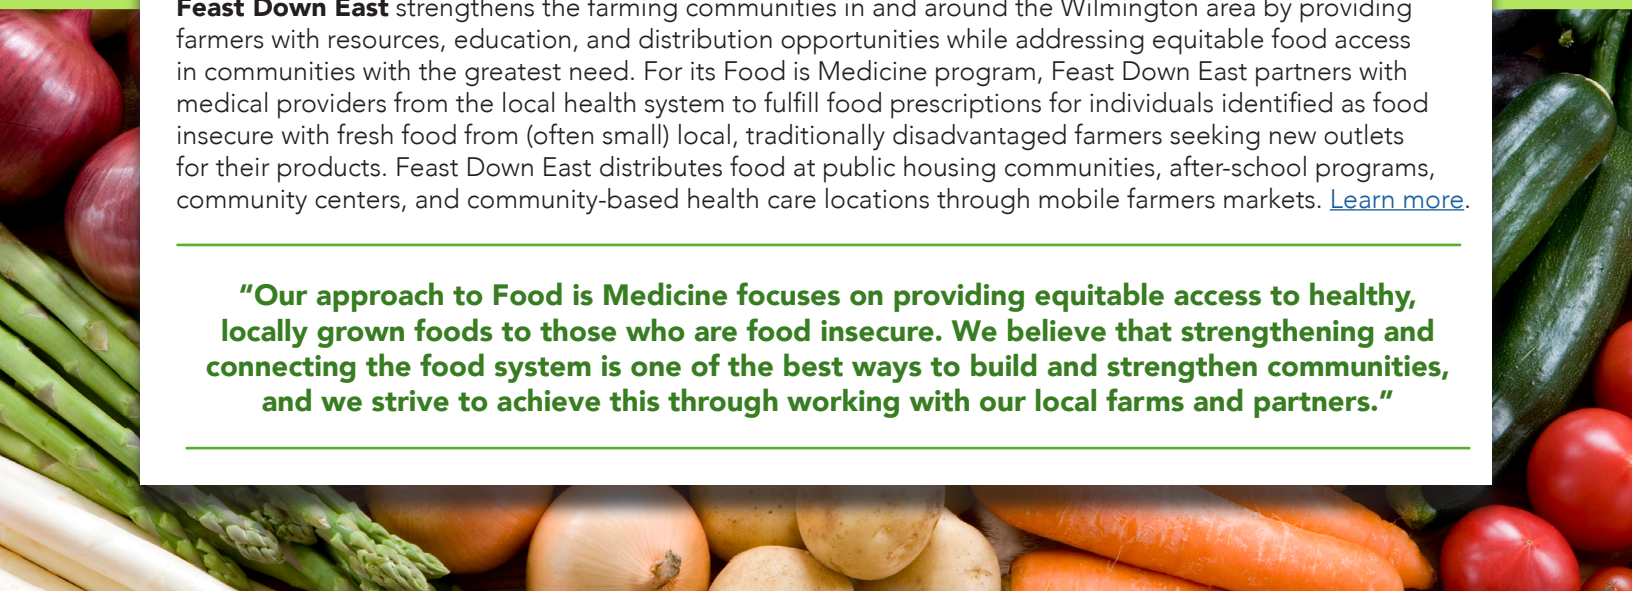 Feast Down East strengthens the farming communities in and around the Wilmington area by providing
farmers with resources, education, and distribution opportunities while addressing equitable food access
in communities with the greatest need. For its Food is Medicine program, Feast Down East partners with
medical providers from the local health system to fulfill food prescriptions for individuals identified as food
insecure with fresh food from (often small) local, traditionally disadvantaged farmers seeking new outlets
for their products. Feast Down East distributes food at public housing communities, after-school programs,
community centers, and community-based health care locations through mobile farmers markets. Learn more.
“Our approach to Food is Medicine focuses on providing equitable access to healthy,
locally grown foods to those who are food insecure. We believe that strengthening and
connecting the food system is one of the best ways to build and strengthen communities,
and we strive to achieve this through working with our local farms and partners.”